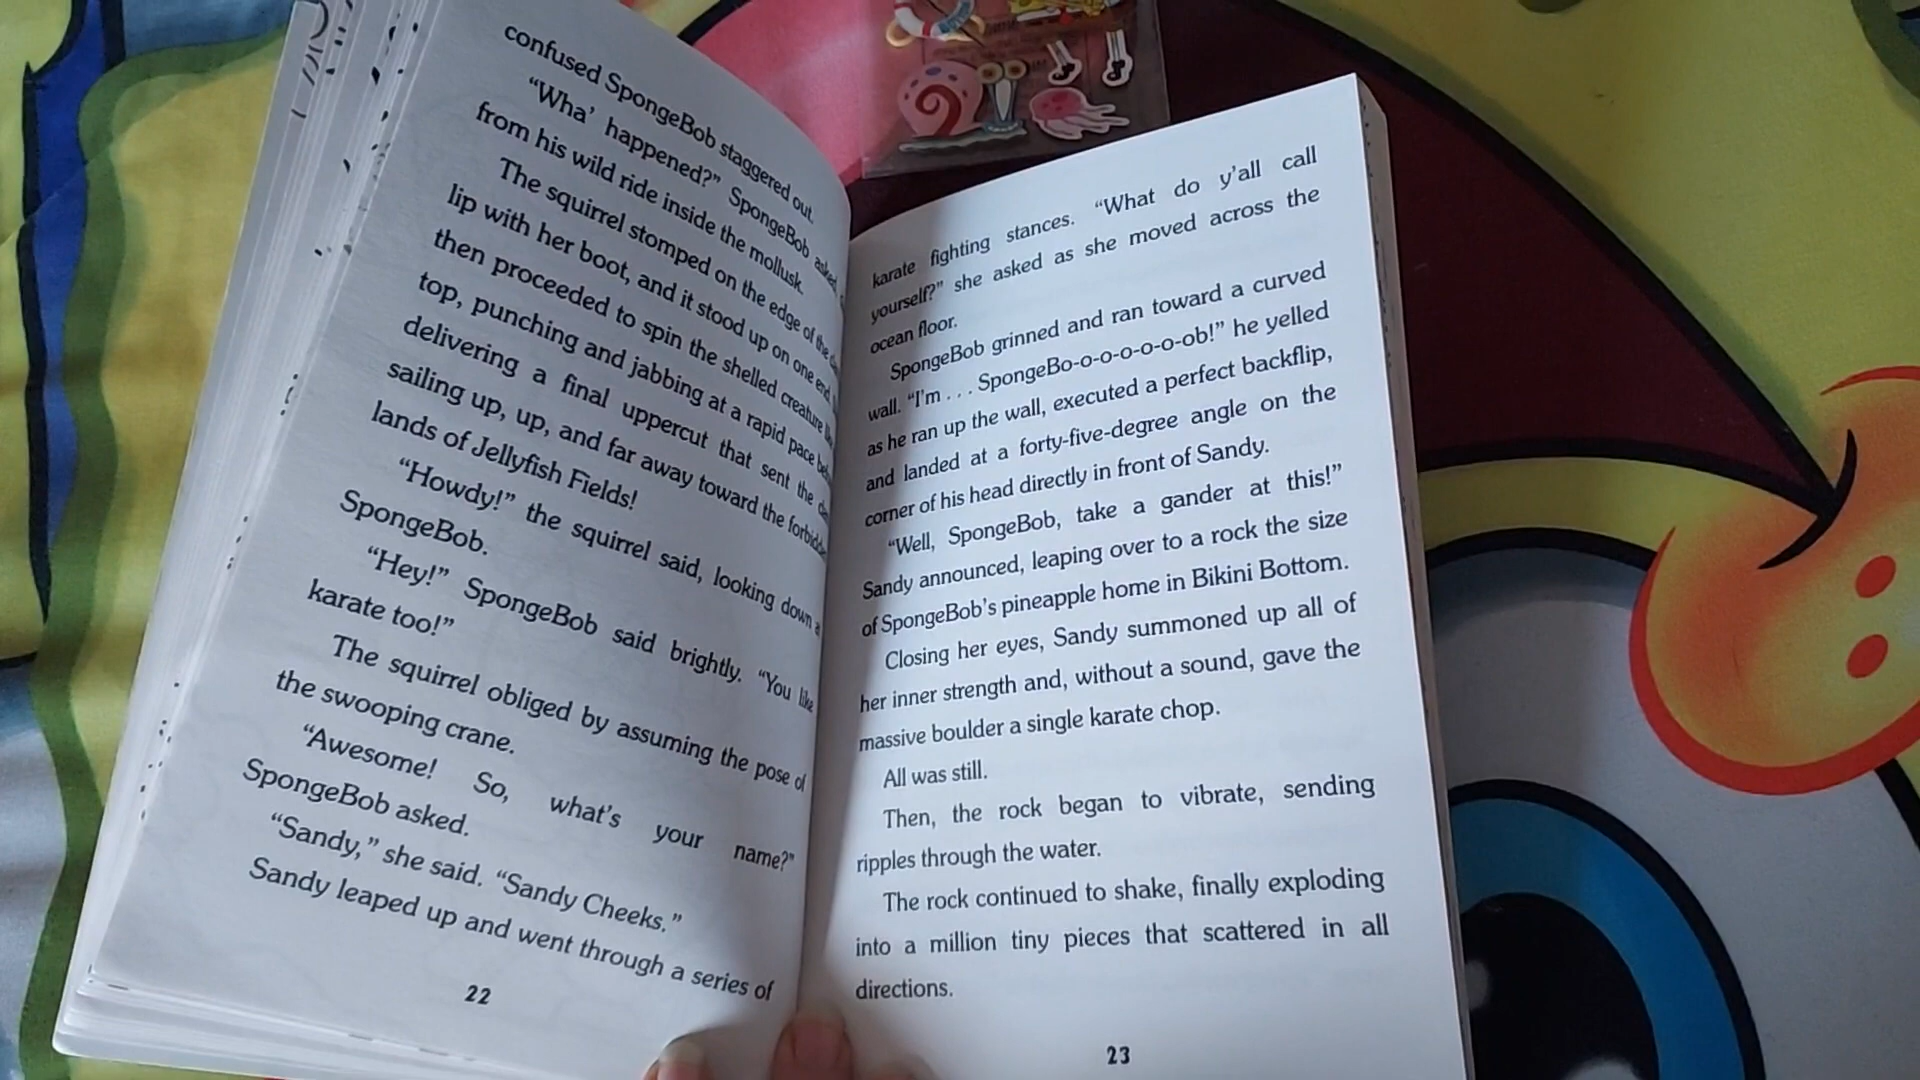 confused SpongeBob staggered out.
“Wha’ happened?” SpongeBob asked,
from his wild ride inside the mollusk.
The squirrel stomped on the edge of the
lip with her boot, and it stood up on one end,
then proceeded to spin the shelled creature
top, punching and jabbing at a rapid pace
delivering a final uppercut that sent the
sailing up, up, and far away toward the
lands of Jellyfish Fields!
“Howdy!” the squirrel said, looking down
SpongeBob.
“Hey!” SpongeBob said brightly. “You like
karate too!”
The squirrel obliged by assuming the pose of
the swooping crane.
“Awesome! So, what’s your name?”
SpongeBob asked.
“Sandy,” she said. “Sandy Cheeks.”
Sandy leaped up and went through a series of
22
karate fighting stances. “What do y’all call
yourself?” she asked as she moved across the
ocean floor.
SpongeBob grinned and ran toward a curved
wall. “I’m . . . SpongeBo-o-o-o-o-o-ob!” he yelled
as he ran up the wall, executed a perfect backflip,
and landed at a forty-five-degree angle on the
corner of his head directly in front of Sandy.
“Well, SpongeBob, take a gander at this!”
Sandy announced, leaping over to a rock the size
of SpongeBob’s pineapple home in Bikini Bottom.
Closing her eyes, Sandy summoned up all of
her inner strength and, without a sound, gave the
massive boulder a single karate chop.
All was still.
Then, the rock began to vibrate, sending
ripples through the water.
The rock continued to shake, finally exploding
into a million tiny pieces that scattered in all
directions.
23